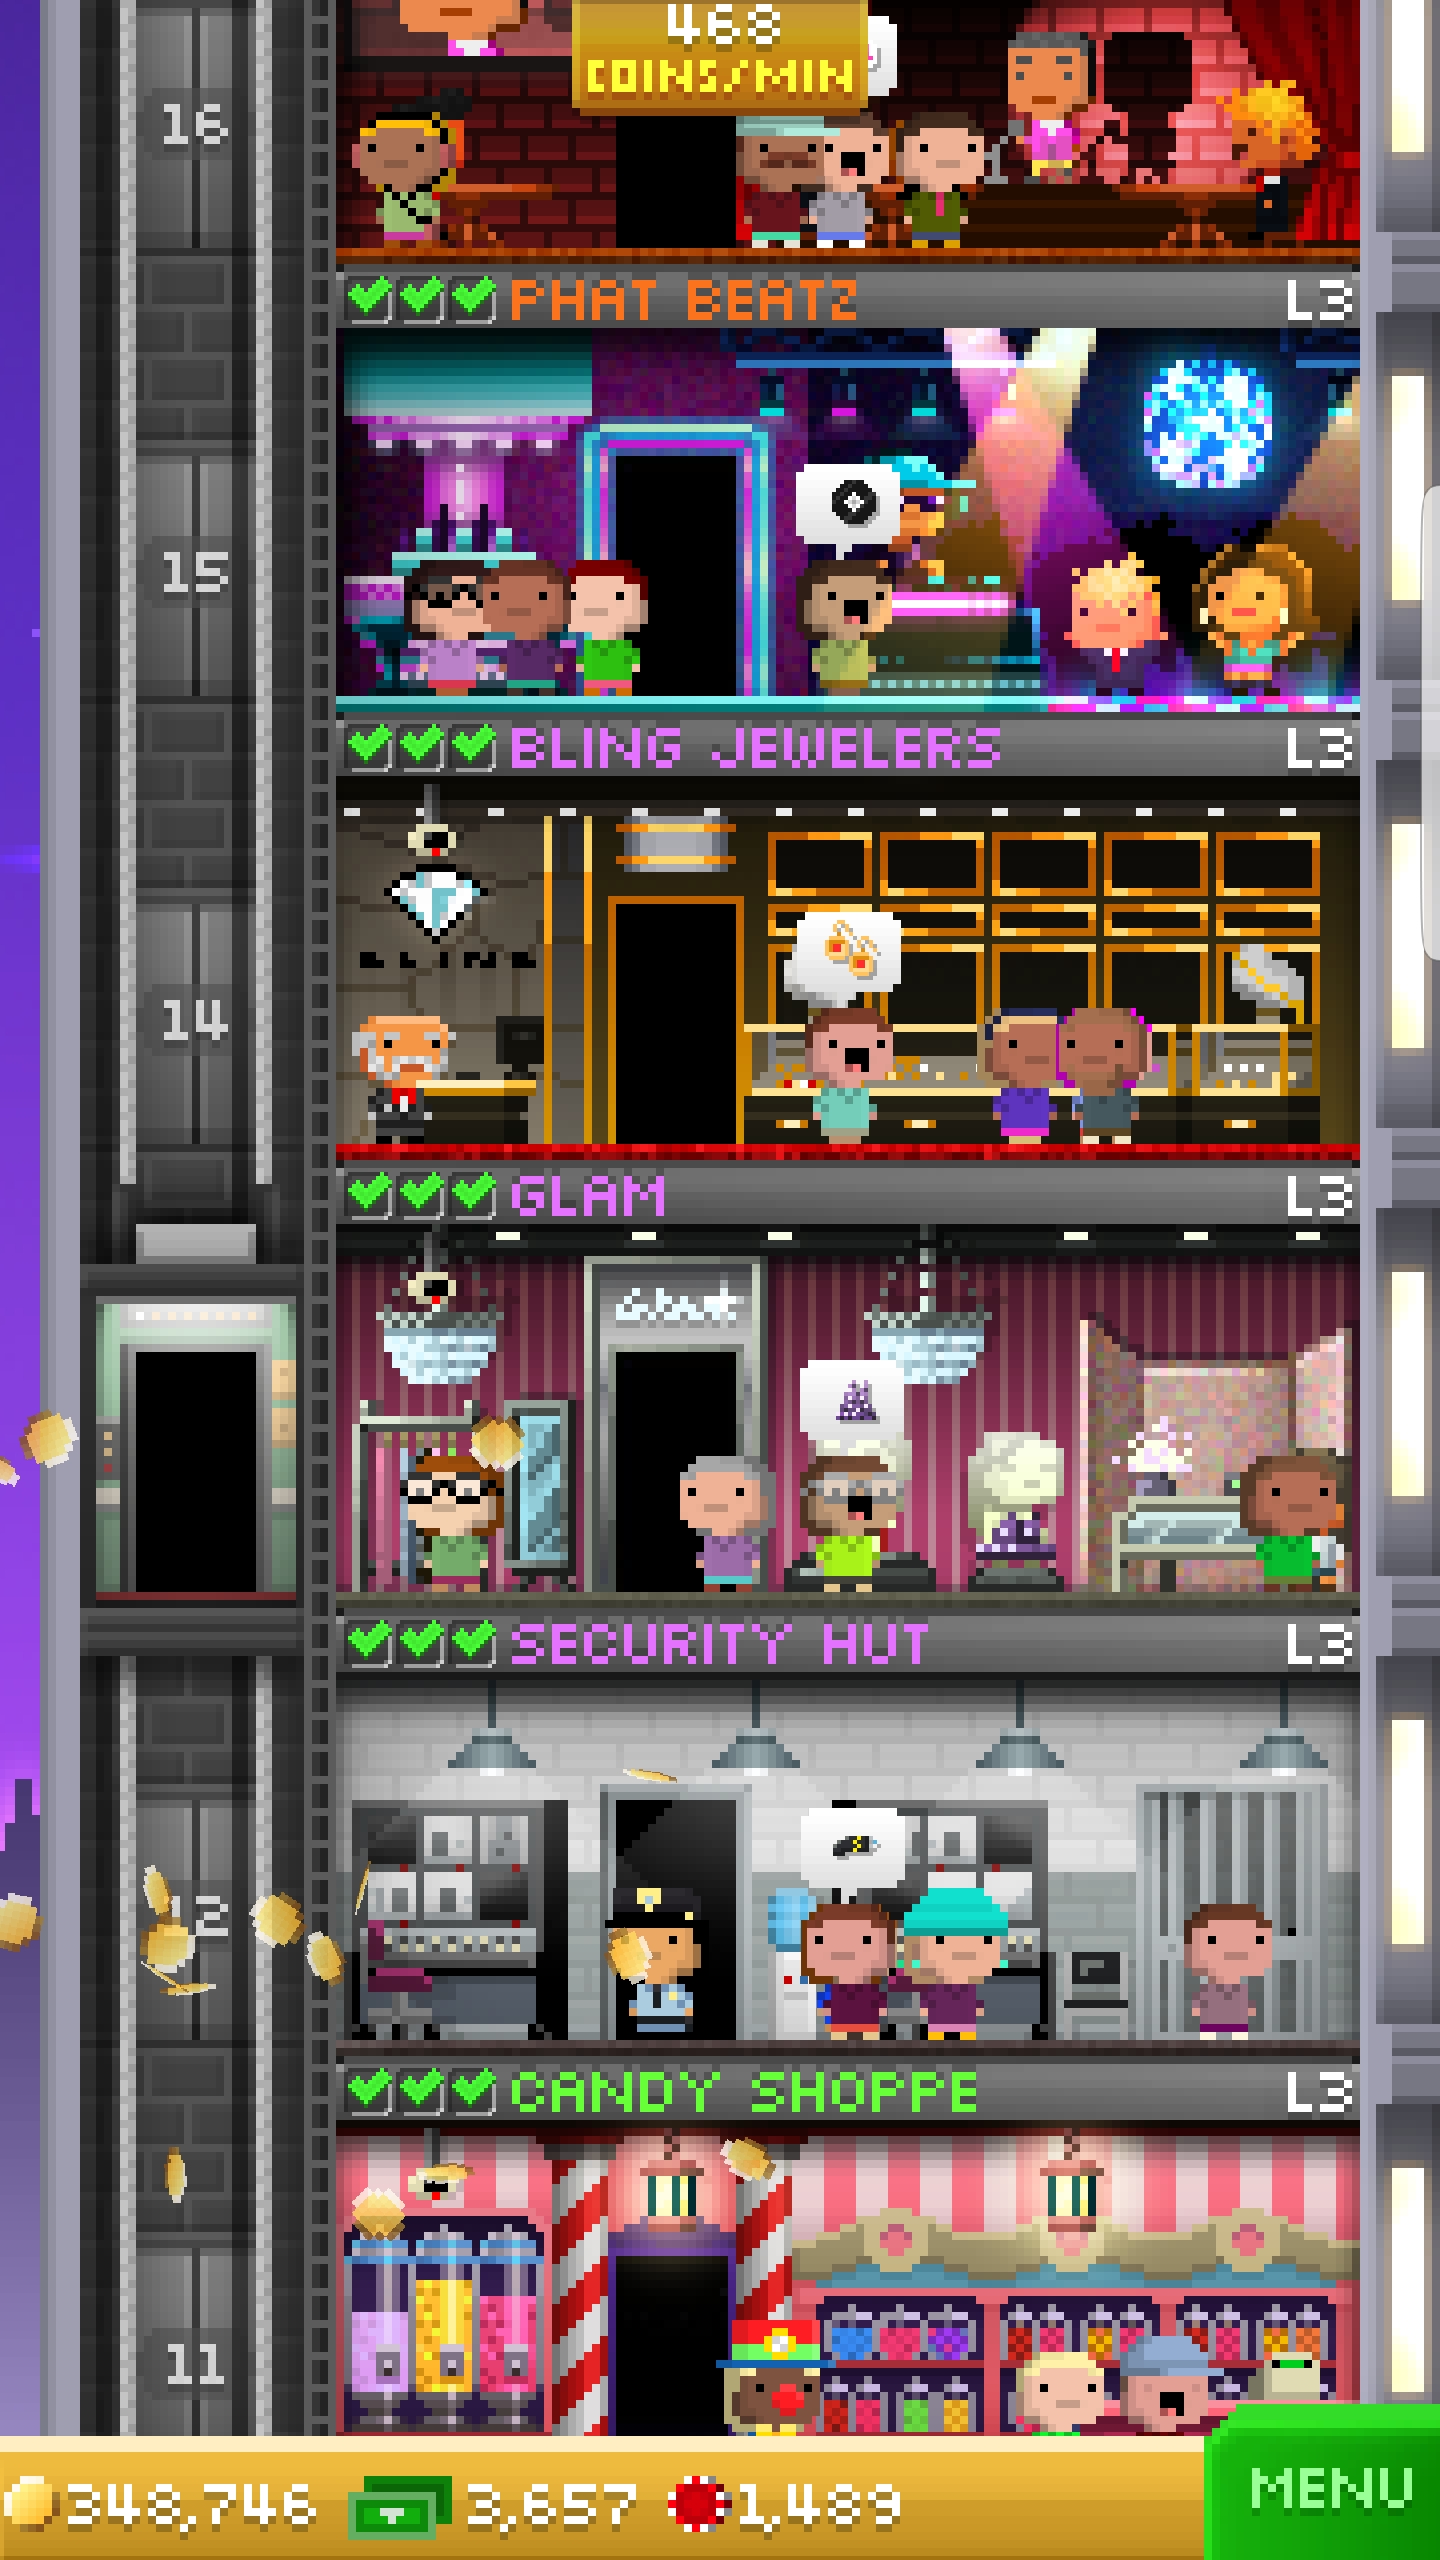 468
COINS/MIN
16
PHAT BEATZ L3
15
BLING JEWELERS L3
BLING
14
GLAM L3
Glam
SECURITY HUT L3
12
CANDY SHOPPE L3
11
348,746 3,657 1,489
MENU